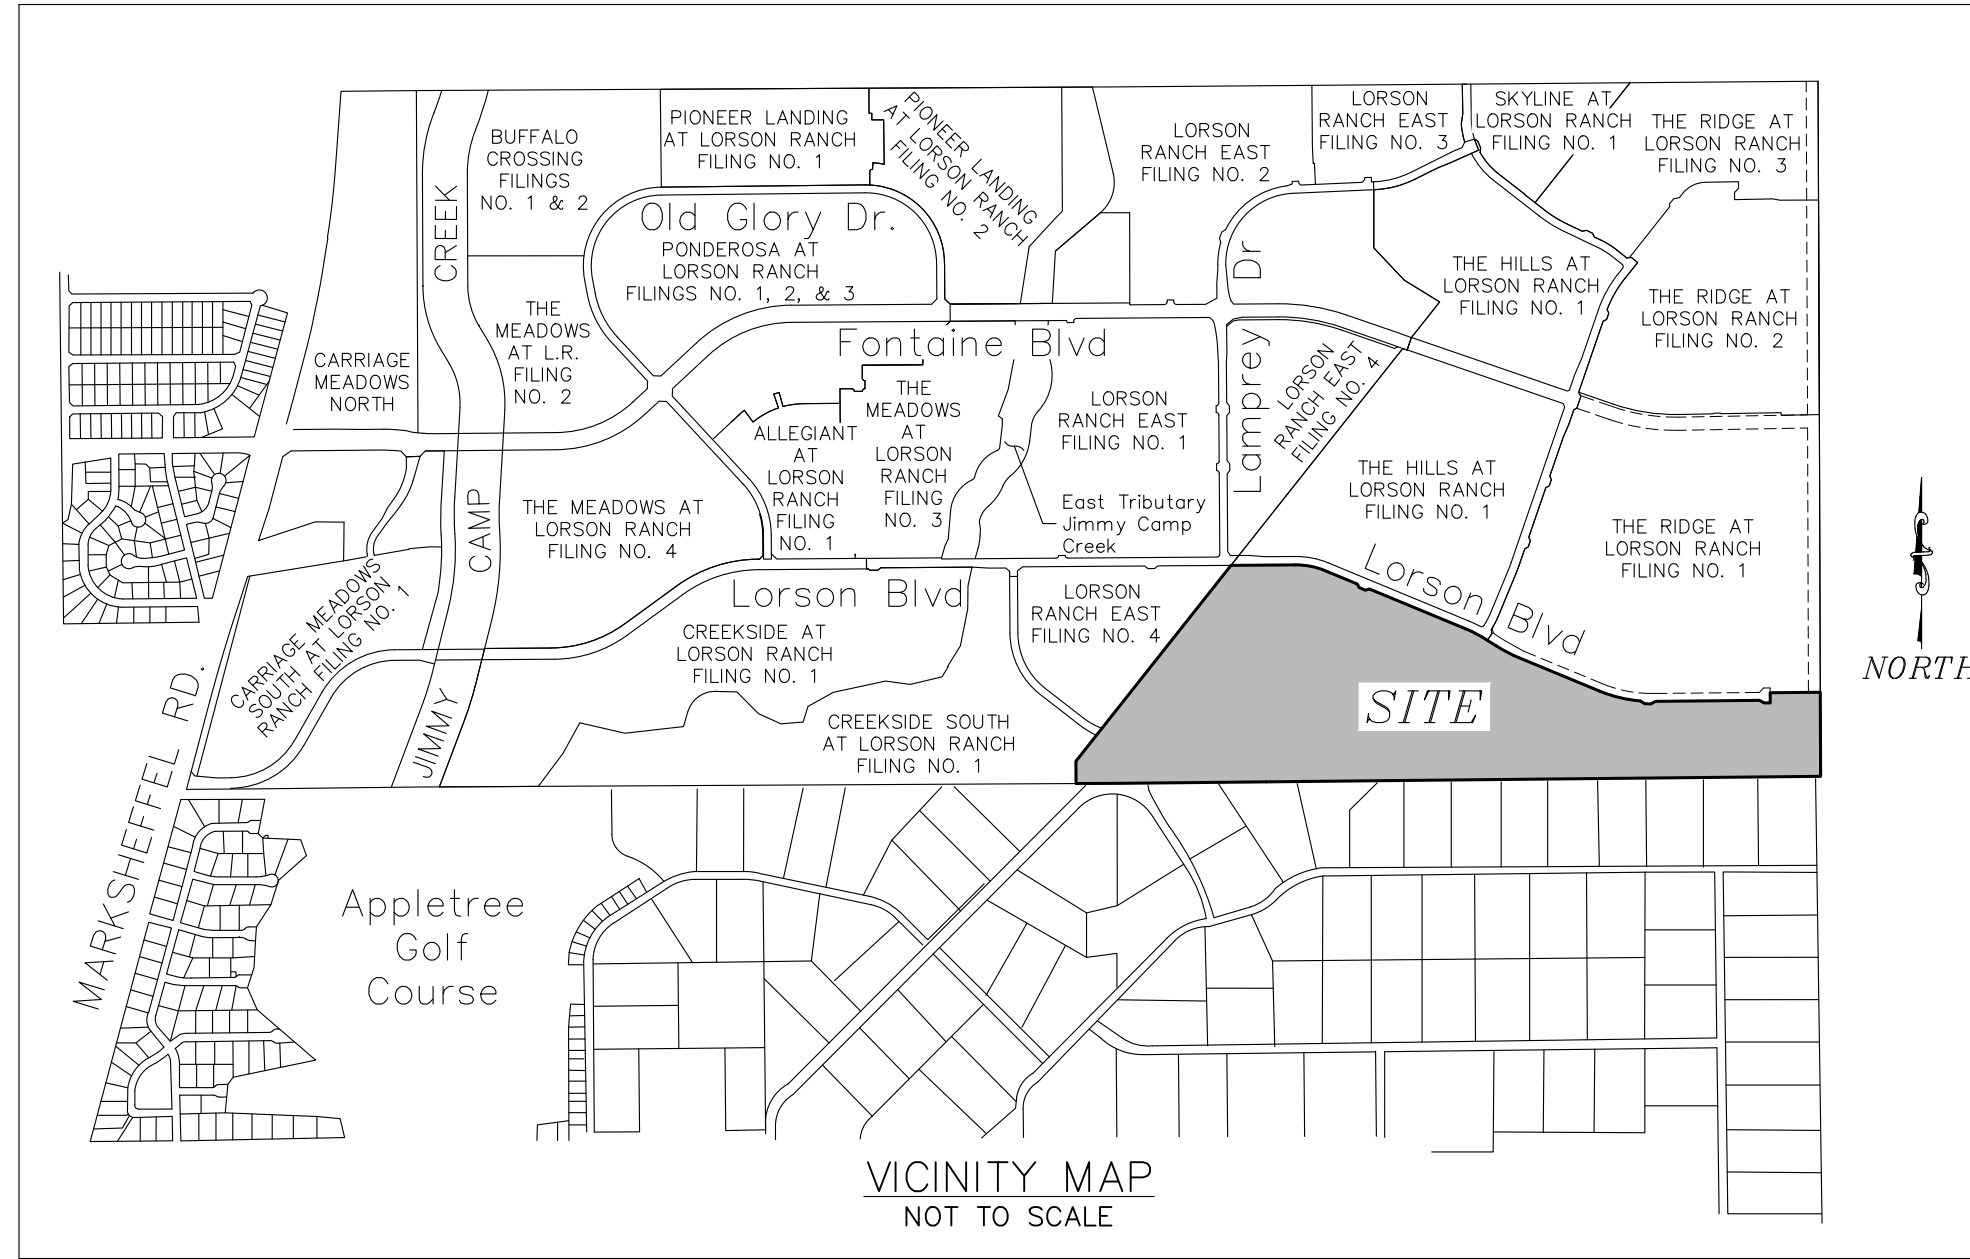 BUFFALO
CROSSING
FILINGS
NO. 1 & 2
PIONEER LANDING
AT LORSON RANCH
FILING NO. 1
PIONEER LANDING
AT LORSON RANCH
FILING NO. 2
LORSON
RANCH EAST
FILING NO. 2
LORSON
RANCH EAST
FILING NO. 3
SKYLINE AT
LORSON RANCH
FILING NO. 1
THE RIDGE AT
LORSON RANCH
FILING NO. 3
Old Glory Dr.
PONDEROSA AT
LORSON RANCH
FILINGS NO. 1, 2, & 3
THE HILLS AT
LORSON RANCH
FILING NO. 1
THE RIDGE AT
LORSON RANCH
FILING NO. 2
CARRIAGE
MEADOWS
NORTH
THE
MEADOWS
AT L.R.
FILING
NO. 2
Fontaine Blvd
Lamprey Dr
LORSON
RANCH EAST
FILING NO. 4
ALLEGIANT
AT
LORSON
RANCH
FILING
NO. 1
THE
MEADOWS
AT
LORSON
RANCH
FILING
NO. 3
LORSON
RANCH EAST
FILING NO. 1
THE HILLS AT
LORSON RANCH
FILING NO. 1
THE MEADOWS AT
LORSON RANCH
FILING NO. 4
East Tributary
Jimmy Camp
Creek
THE RIDGE AT
LORSON RANCH
FILING NO. 1
JIMMY CAMP CREEK
CARRIAGE MEADOWS
SOUTH AT LORSON
RANCH FILING NO. 1
Lorson Blvd
LORSON
RANCH EAST
FILING NO. 4
Lorson Blvd
CREEKSIDE AT
LORSON RANCH
FILING NO. 1
CREEKSIDE SOUTH
AT LORSON RANCH
FILING NO. 1
SITE
NORTH
MARKSHEFFEL RD.
Appletree
Golf
Course
VICINITY MAP
NOT TO SCALE